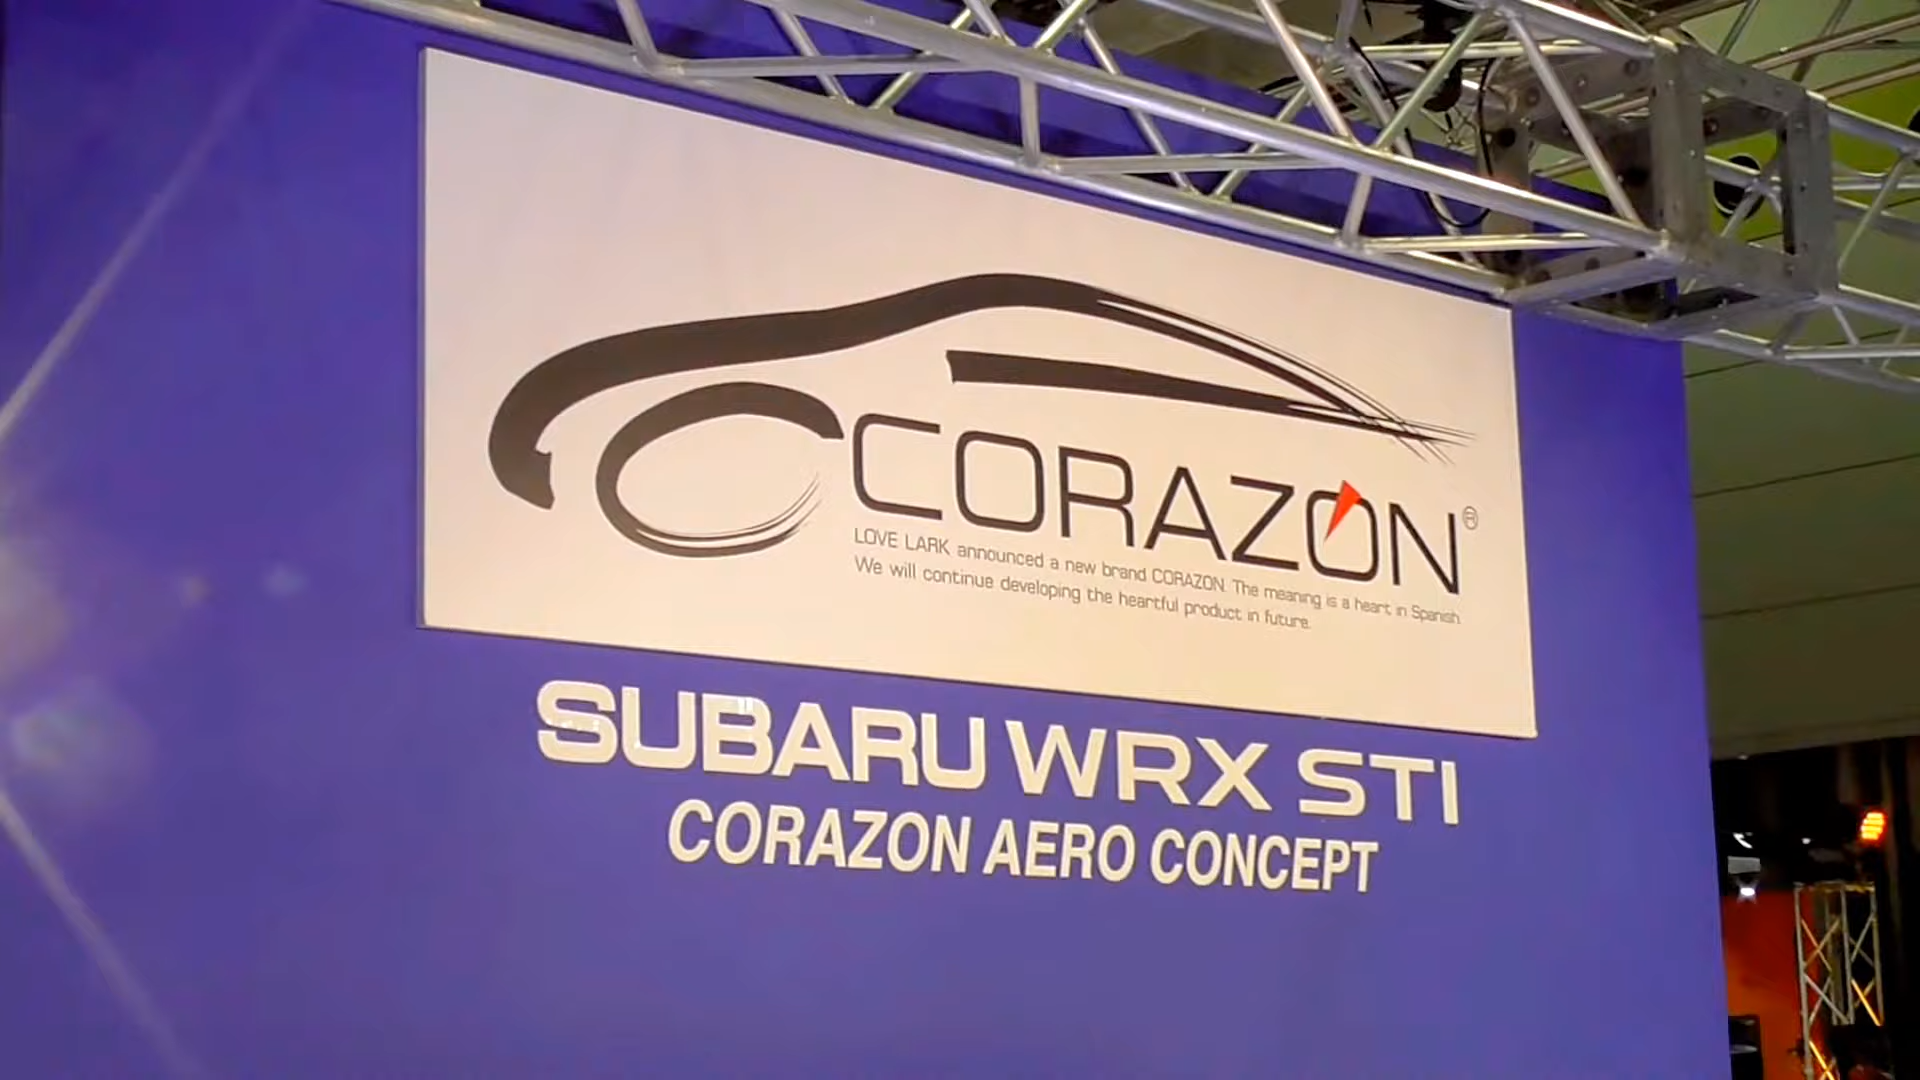 CORAZON®
LOVE LARK announced a new brand CORAZON. The meaning is a heart in Spanish.
We will continue developing the heartful product in future.
SUBARU WRX STI
CORAZON AERO CONCEPT